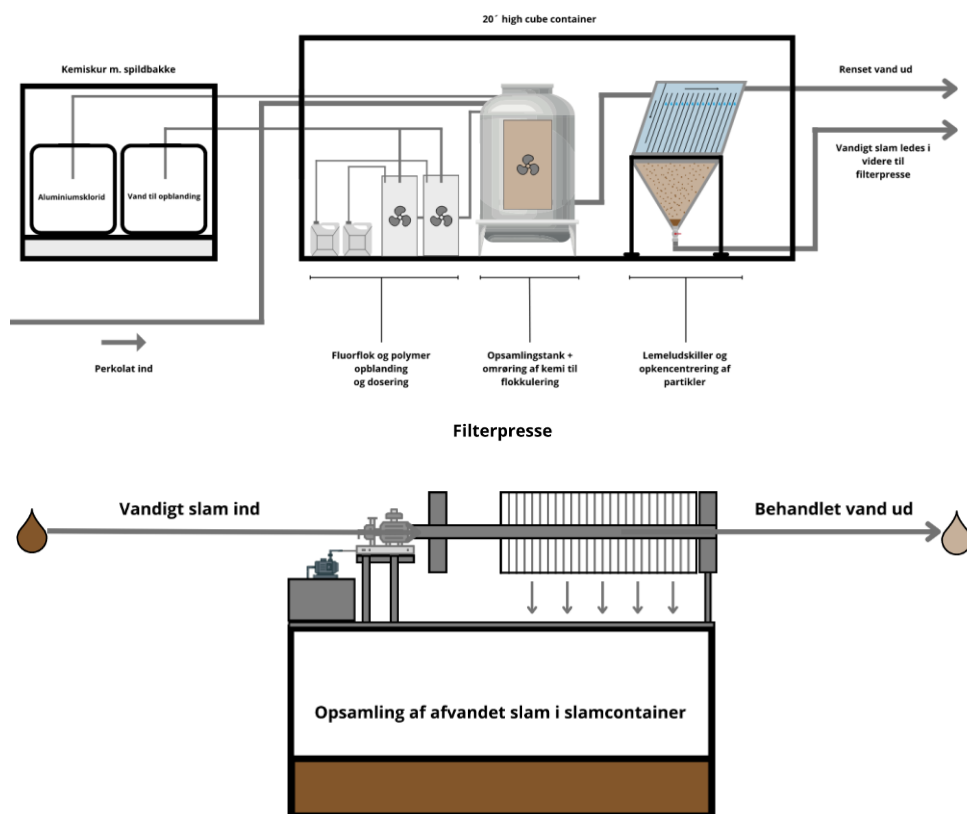 20´ high cube container
Kemiskur m. spildbakke
Aluminiumsklorid
Vand til opblanding
Renset vand ud
Vandigt slam ledes i
videre til
filterpresse
Perkolat ind
Fluorflok og polymer
opblanding
og dosering
Opsamlingstank +
omrøring af kemi til
flokkulering
Lemeludskiller og
opkencentrering af
partikler
Filterpresse
Vandigt slam ind
Behandlet vand ud
Opsamling af afvandet slam i slamcontainer